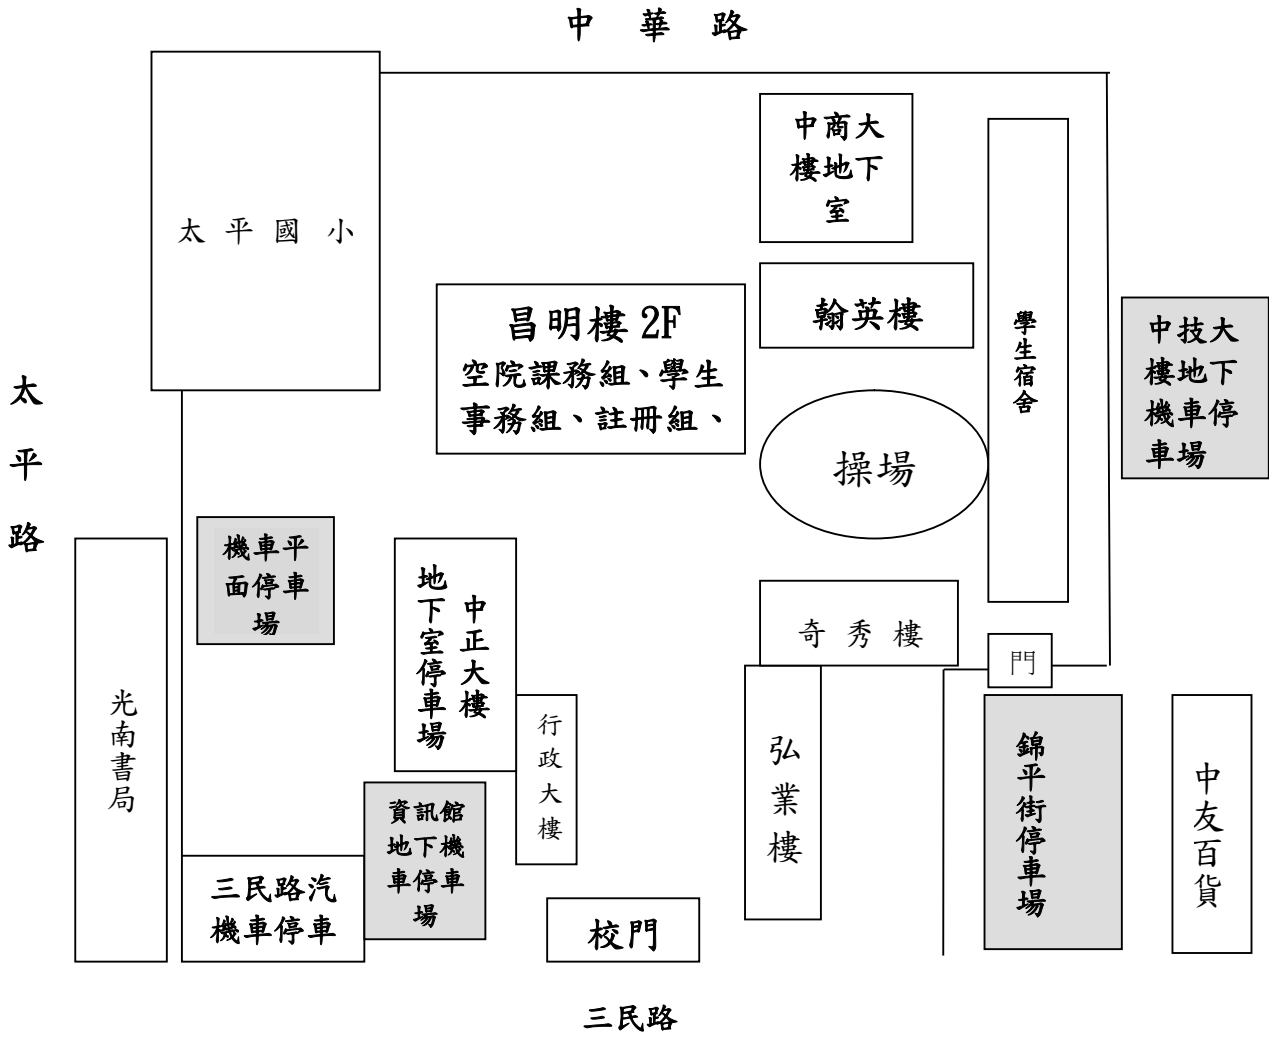 中 華 路
中商大
樓地下
室
太 平 國 小
翰英樓
昌明樓 2F
空院課務組、學生
事務組、註冊組、
學生宿舍
中技大
樓地下
機車停
車場
太平路
操場
機車平
面停車
場
中正大樓
地下室停車場
奇 秀 樓
門
光南書局
行政大樓
弘業樓
錦平街停車場
中友百貨
資訊館
地下機
車停車
場
三民路汽
機車停車
校門
三民路